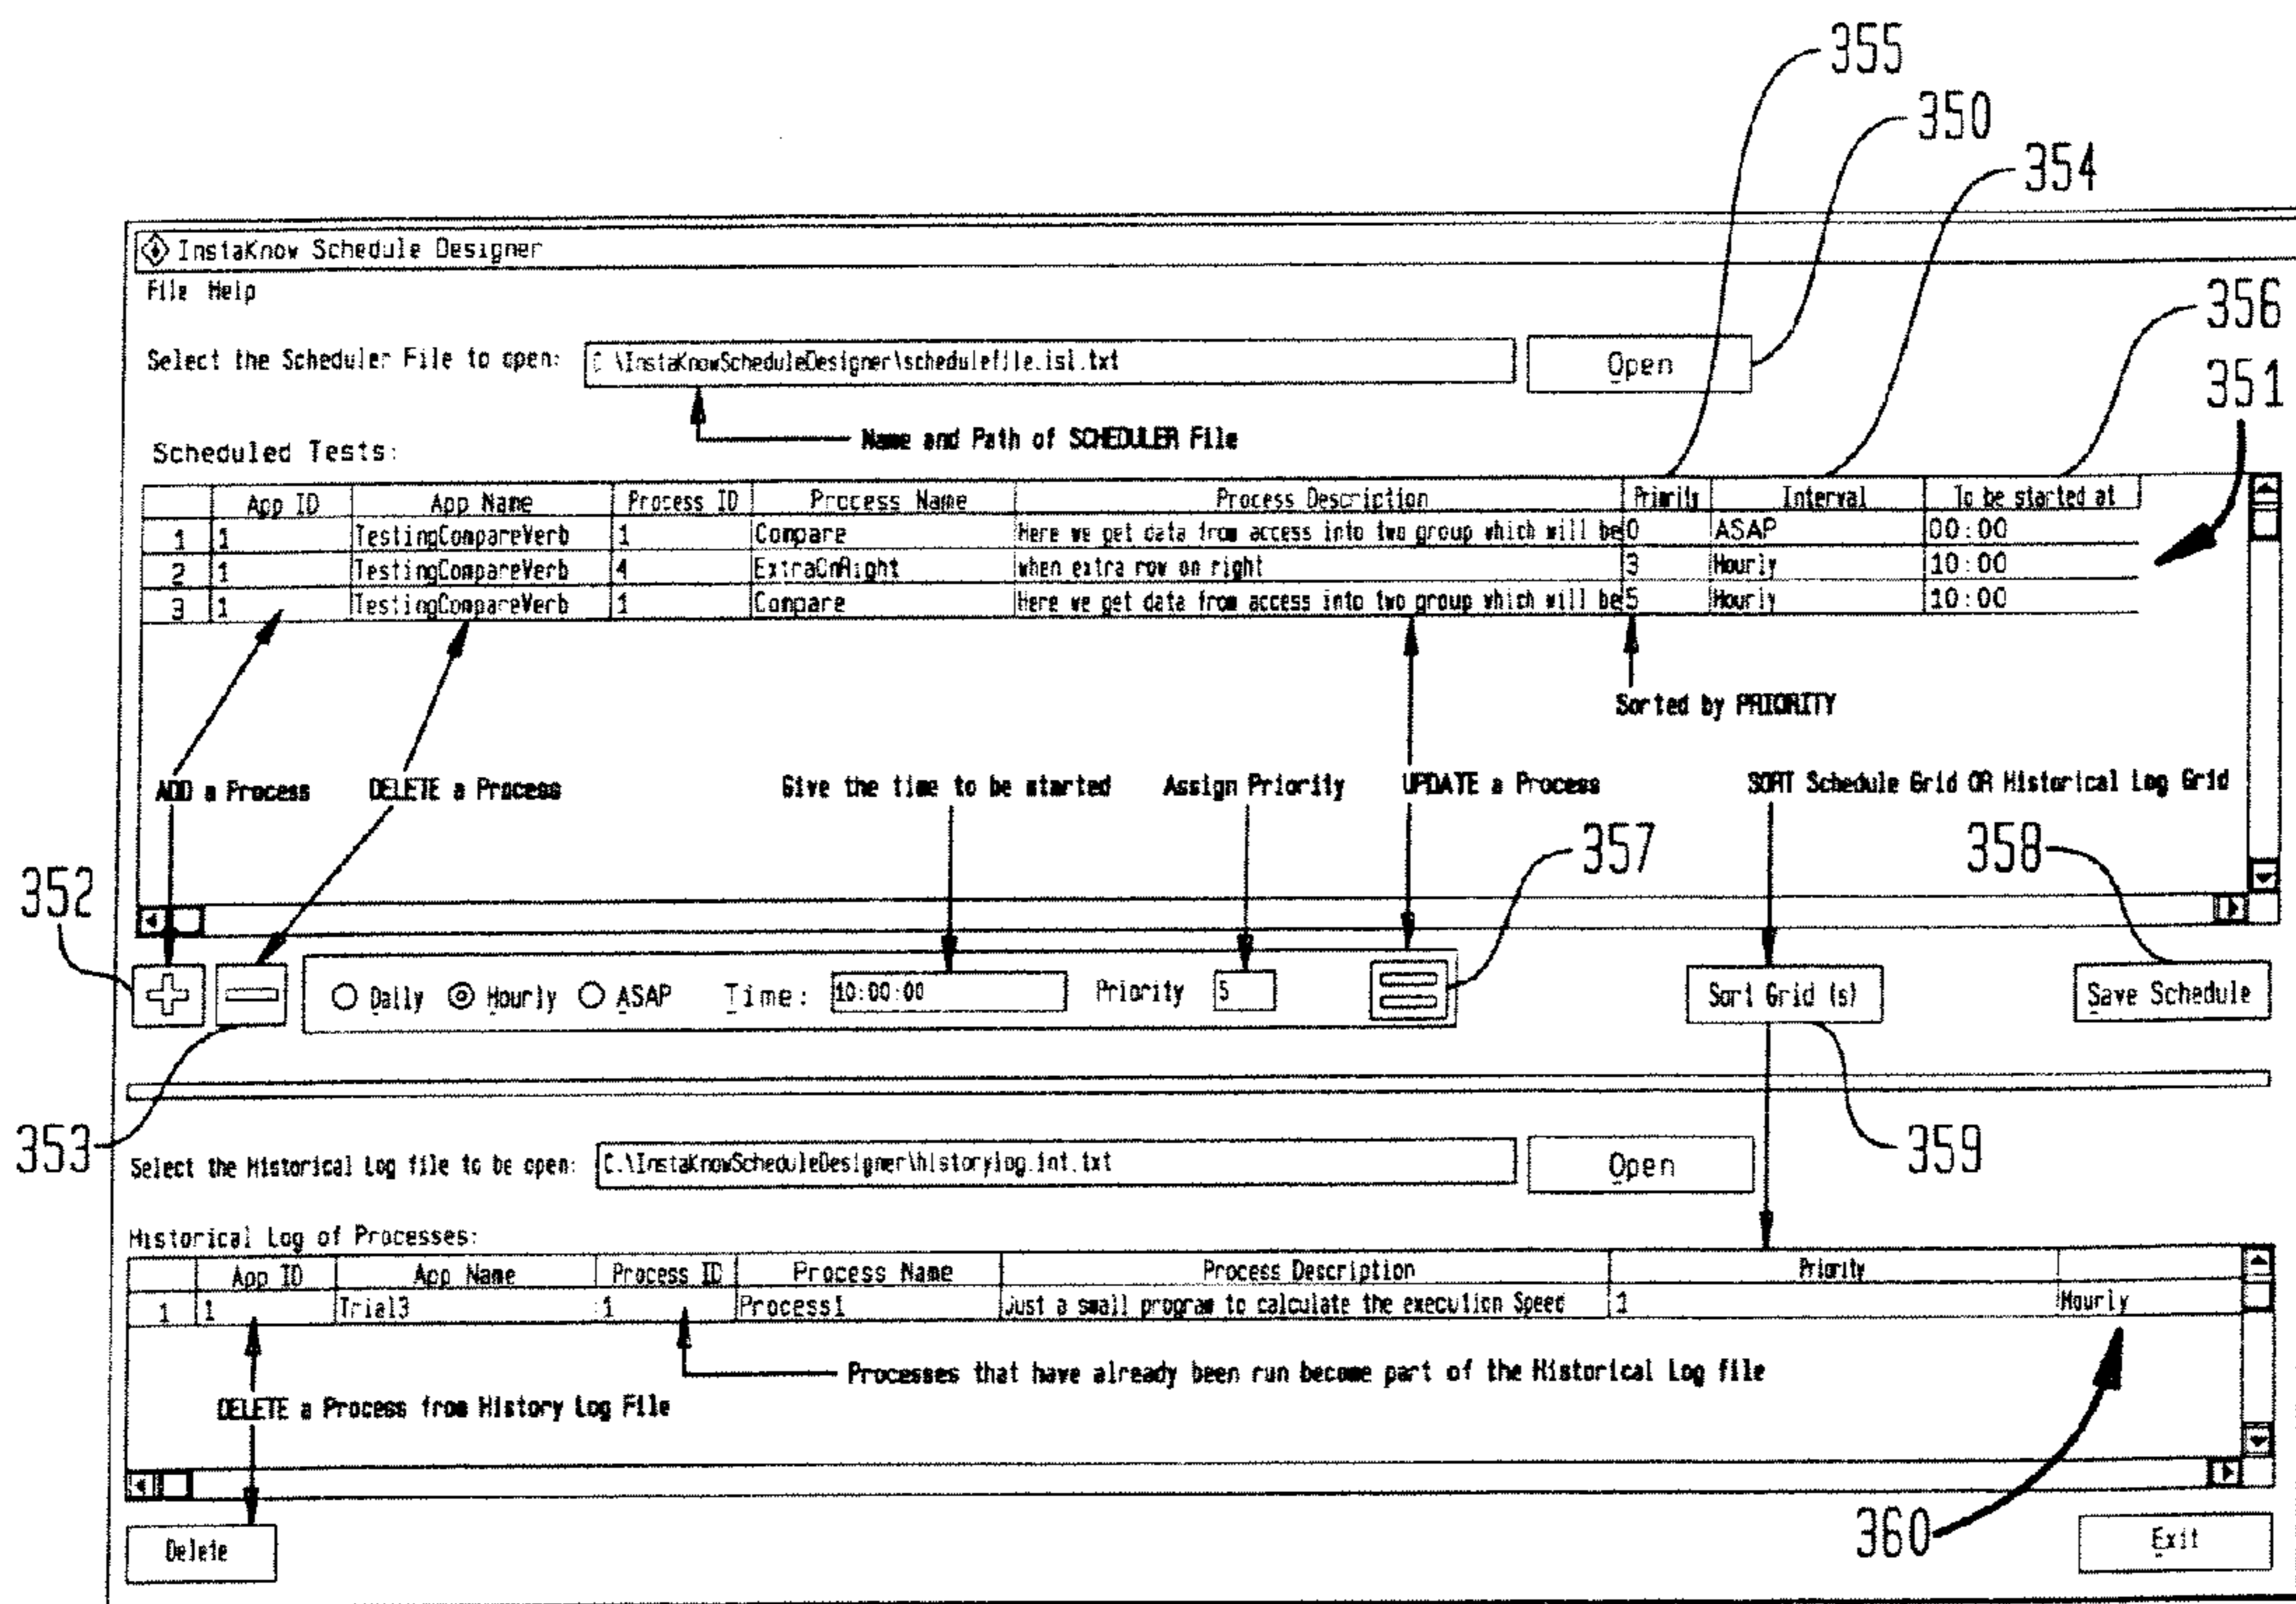 355
350
354
InstaKnow Schedule Designer
File Help
356
Select the Scheduler File to open: C:\InstaKnowScheduleDesigner\schedulefile.isl.txt Open
351
Name and Path of SCHEDULER File
Scheduled Tests:
App ID App Name Process ID Process Name Process Description Priority Interval To be started at
1 1 TestingCompareVerb 1 Compare Here we get data from access into two group which will be 0 ASAP 00:00
2 1 TestingCompareVerb 4 ExtraOnRight when extra row on right 3 Hourly 10:00
3 1 TestingCompareVerb 1 Compare Here we get data from access into two group which will be 5 Hourly 10:00
Sorted by PRIORITY
ADD a Process DELETE a Process Give the time to be started Assign Priority UPDATE a Process SORT Schedule Grid OR Historical Log Grid
352 357 358
Daily Hourly ASAP Time: 10:00:00 Priority 5 Sort Grid (s) Save Schedule
353 359
Select the Historical Log file to be open: C:\InstaKnowScheduleDesigner\historylog.int.txt Open
Historical Log of Processes:
App ID App Name Process ID Process Name Process Description Priority
1 1 Trial3 1 Process1 Just a small program to calculate the execution Speed 1 Hourly
Processes that have already been run become part of the Historical Log file
DELETE a Process from History Log File
360
Delete Exit